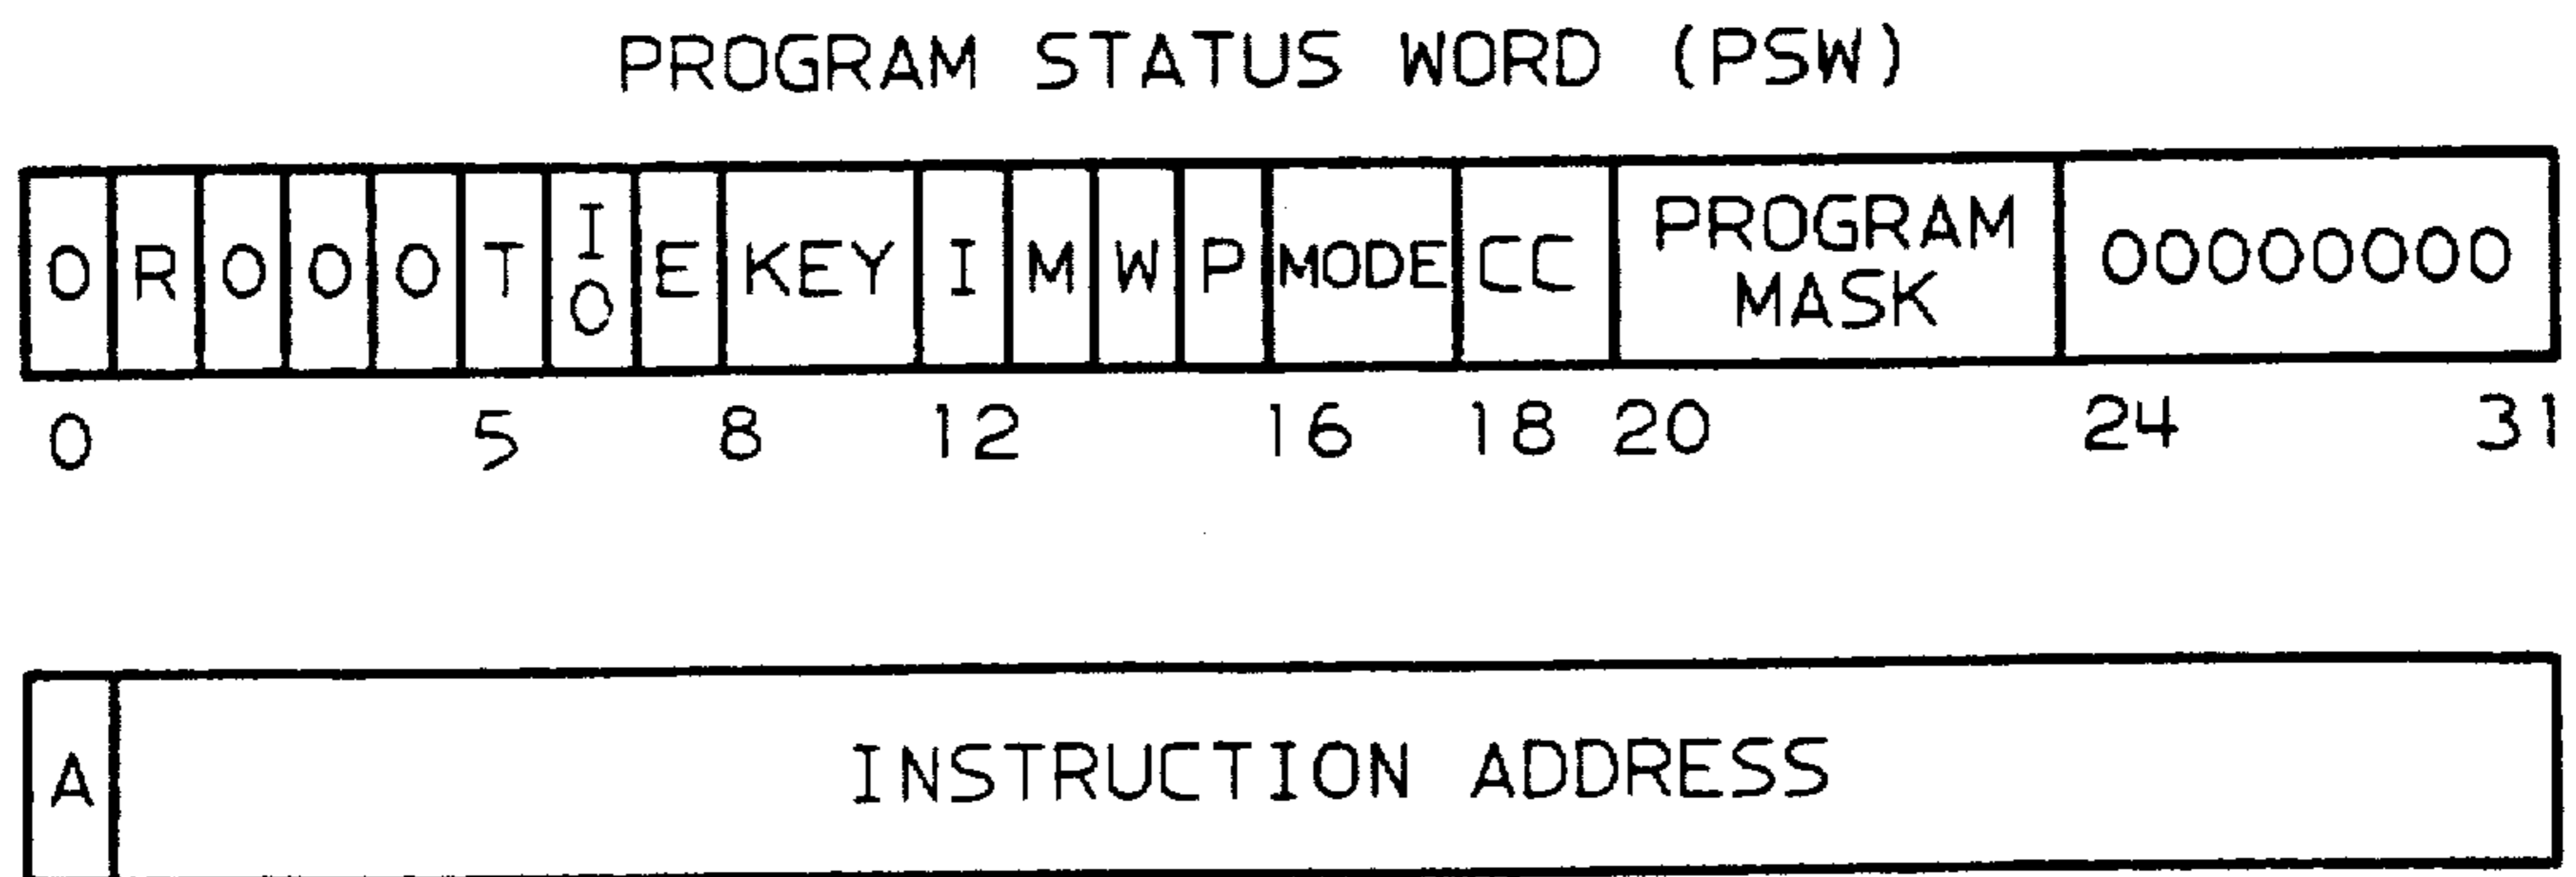 PROGRAM STATUS WORD (PSW)
0 R 0 0 0 T IO E KEY I M W P MODE CC PROGRAM MASK 00000000
0 5 8 12 16 18 20 24 31
A INSTRUCTION ADDRESS